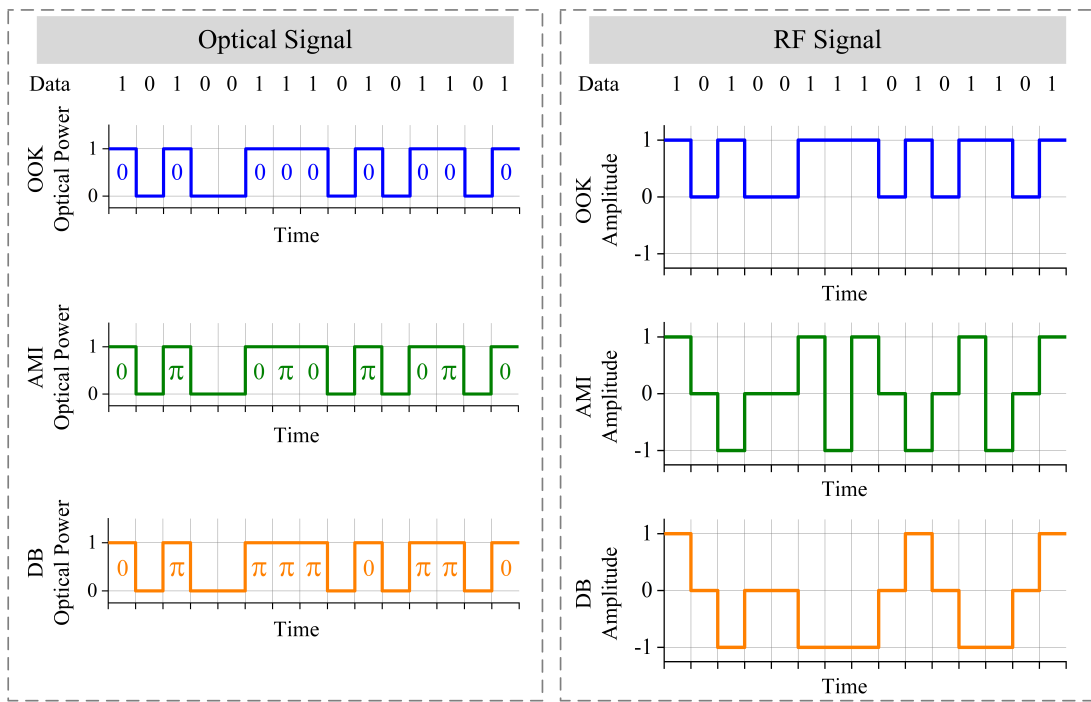 Optical Signal
Data 1 0 1 0 0 1 1 1 0 1 0 1 1 0 1
OOK
Optical Power
1
0
0 0 0 0 0 0 0 0 0
Time
AMI
Optical Power
1
0
0 π 0 π 0 π 0 π 0
Time
DB
Optical Power
1
0
0 π π π π 0 π π 0
Time
RF Signal
Data 1 0 1 0 0 1 1 1 0 1 0 1 1 0 1
OOK
Amplitude
1
0
-1
Time
AMI
Amplitude
1
0
-1
Time
DB
Amplitude
1
0
-1
Time